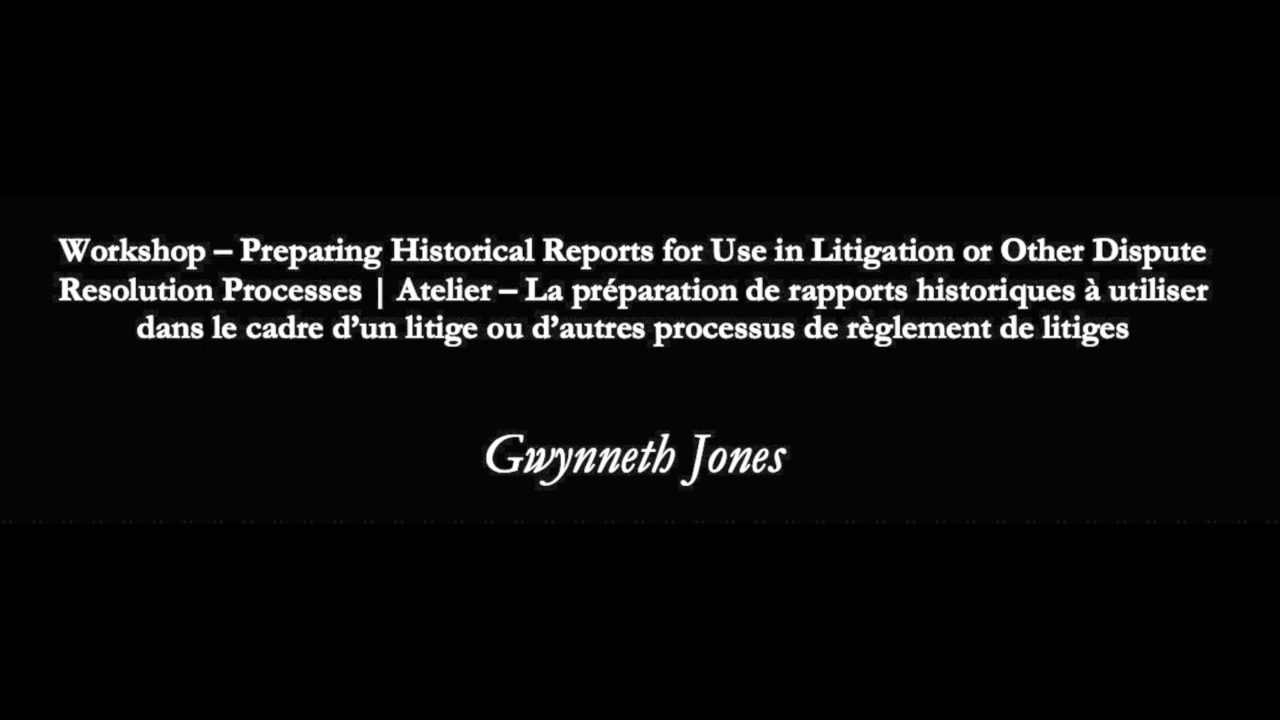 Workshop – Preparing Historical Reports for Use in Litigation or Other Dispute
Resolution Processes | Atelier – La préparation de rapports historiques à utiliser
dans le cadre d’un litige ou d’autres processus de règlement de litiges
Gwynneth Jones